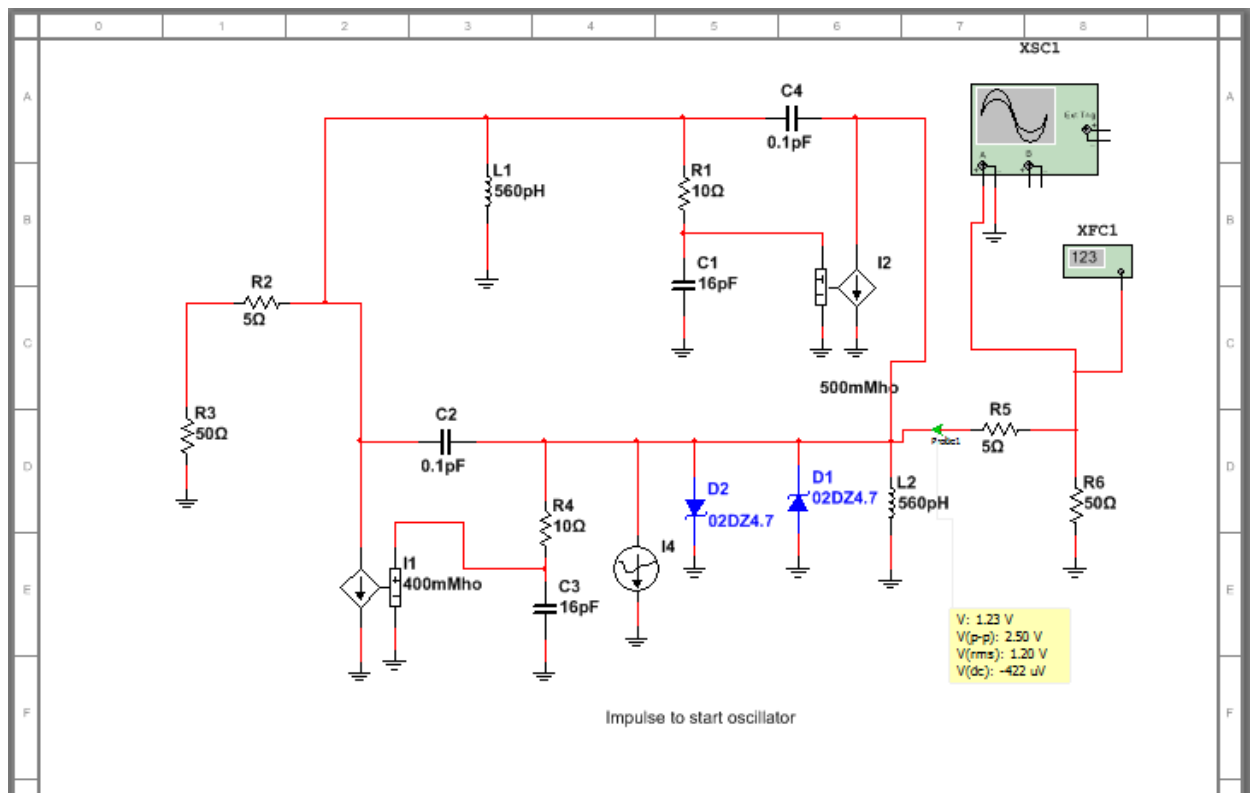 0 1 2 3 4 5 6 7 8
XSC1
A
A
C4
0.1pF
Ext Trig
A
B
R1
10Ω
L1
560pH
B
B
XFC1
123
C1
16pF
I2
R2
5Ω
C
C
500mMho
R3
50Ω
C2
0.1pF
R5
5Ω
Probe1
D
D
D2
02DZ4.7
D1
02DZ4.7
L2
560pH
R6
50Ω
R4
10Ω
I4
I1
400mMho
C3
16pF
E
E
V: 1.23 V
V(p-p): 2.50 V
V(rms): 1.20 V
V(dc): -422 uV
F
F
Impulse to start oscillator